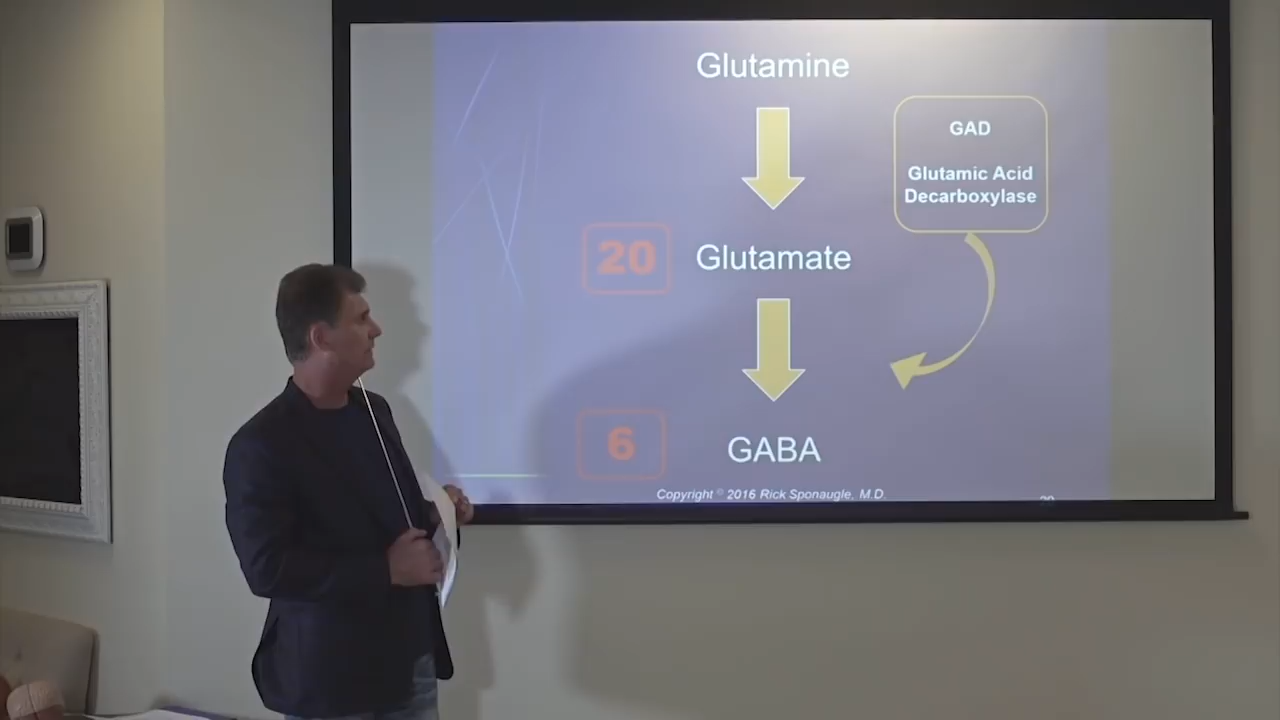 Glutamine
GAD
Glutamic Acid
Decarboxylase
20
Glutamate
6
GABA
Copyright © 2016 Rick Sponaugle, M.D.